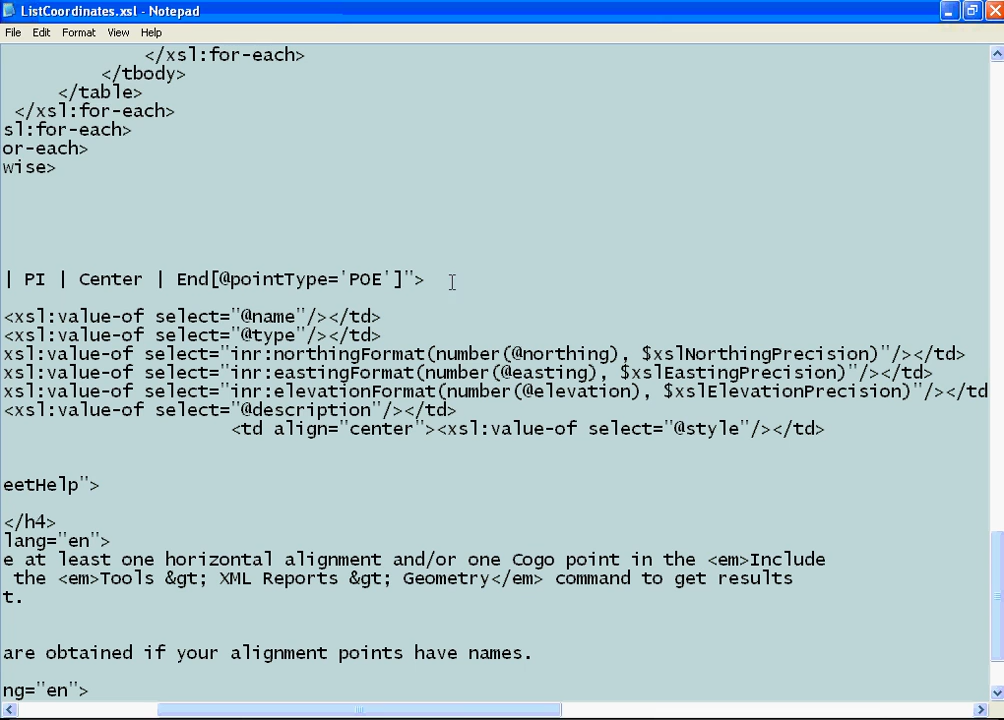 ListCoordinates.xsl - Notepad
File Edit Format View Help
</xsl:for-each>
</tbody>
</table>
</xsl:for-each>
sl:for-each>
or-each>
wise>
| PI | Center | End[@pointType='POE']">
<xsl:value-of select="@name"/></td>
<xsl:value-of select="@type"/></td>
xsl:value-of select="inr:northingFormat(number(@northing), $xslNorthingPrecision)"/></td>
xsl:value-of select="inr:eastingFormat(number(@easting), $xslEastingPrecision)"/></td>
xsl:value-of select="inr:elevationFormat(number(@elevation), $xslElevationPrecision)"/></td
<xsl:value-of select="@description"/></td>
<td align="center"><xsl:value-of select="@style"/></td>
eetHelp">
</h4>
lang="en">
e at least one horizontal alignment and/or one Cogo point in the <em>Include
the <em>Tools &gt; XML Reports &gt; Geometry</em> command to get results
t.
are obtained if your alignment points have names.
ng="en">